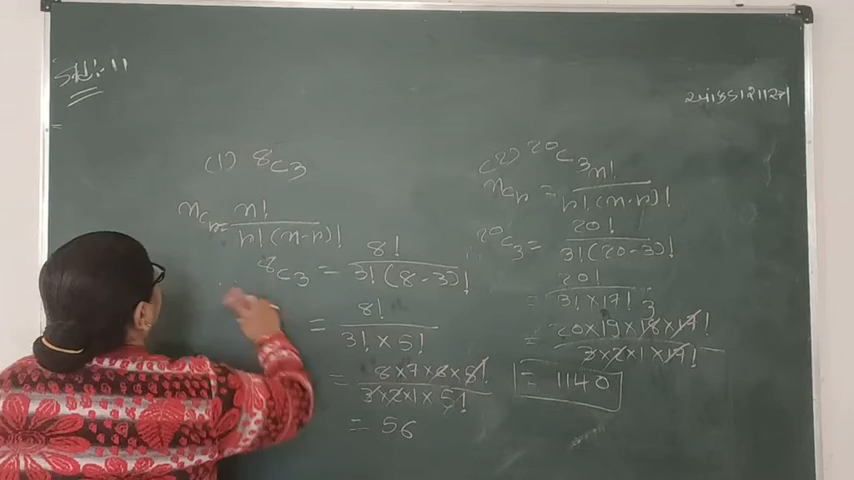 Std:- 11
(1) ⁸C₃
nCr = n! / r!(n-r)!
⁸C₃ = 8! / 3!(8-3)!
= 8! / 3! × 5!
= 8×7×6×5! / 3×2×1×5!
= 56
(2) ²⁰C₃
nCr = n! / r!(n-r)!
²⁰C₃ = 20! / 3!(20-3)!
= 20! / 3! × 17!
3
= 20×19×18×17! / 3×2×1×17!
= 1140